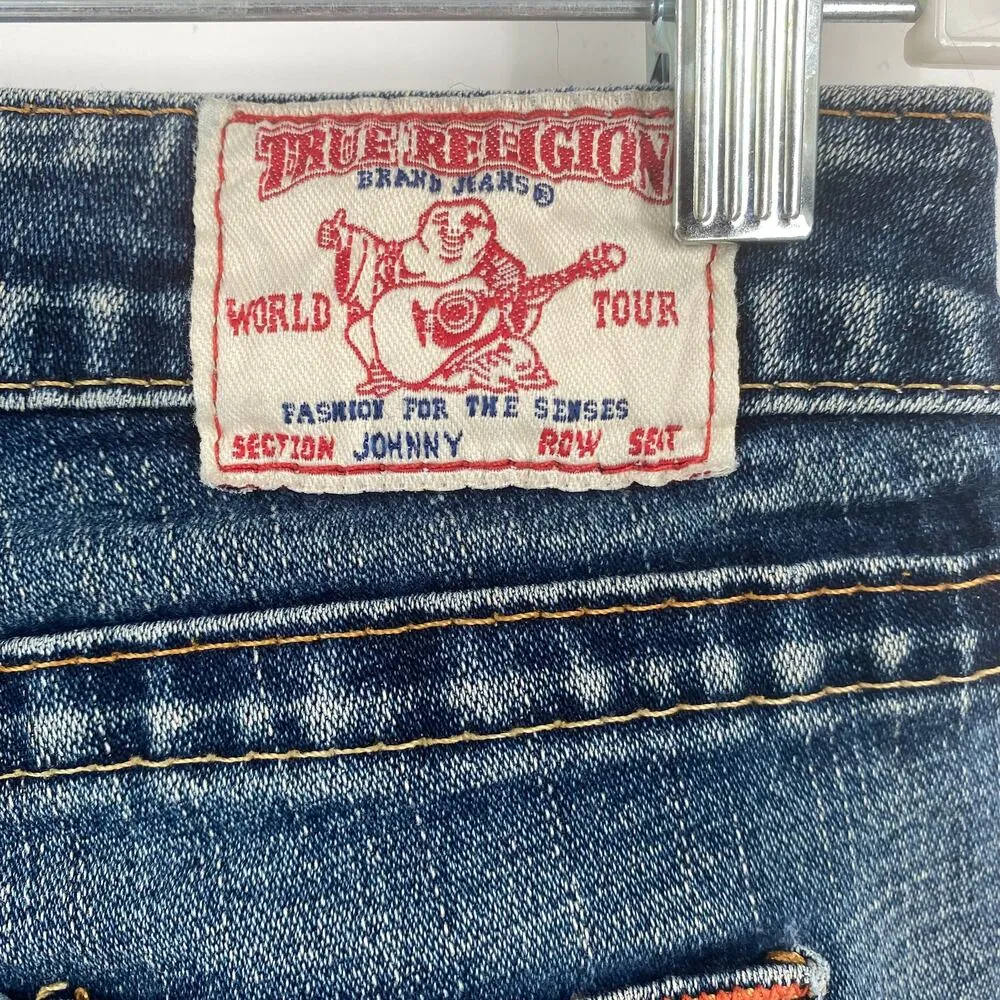 TRUE RELIGION
BRAND JEANS®
WORLD TOUR
FASHION FOR THE SENSES
SECTION JOHNNY ROW SEAT